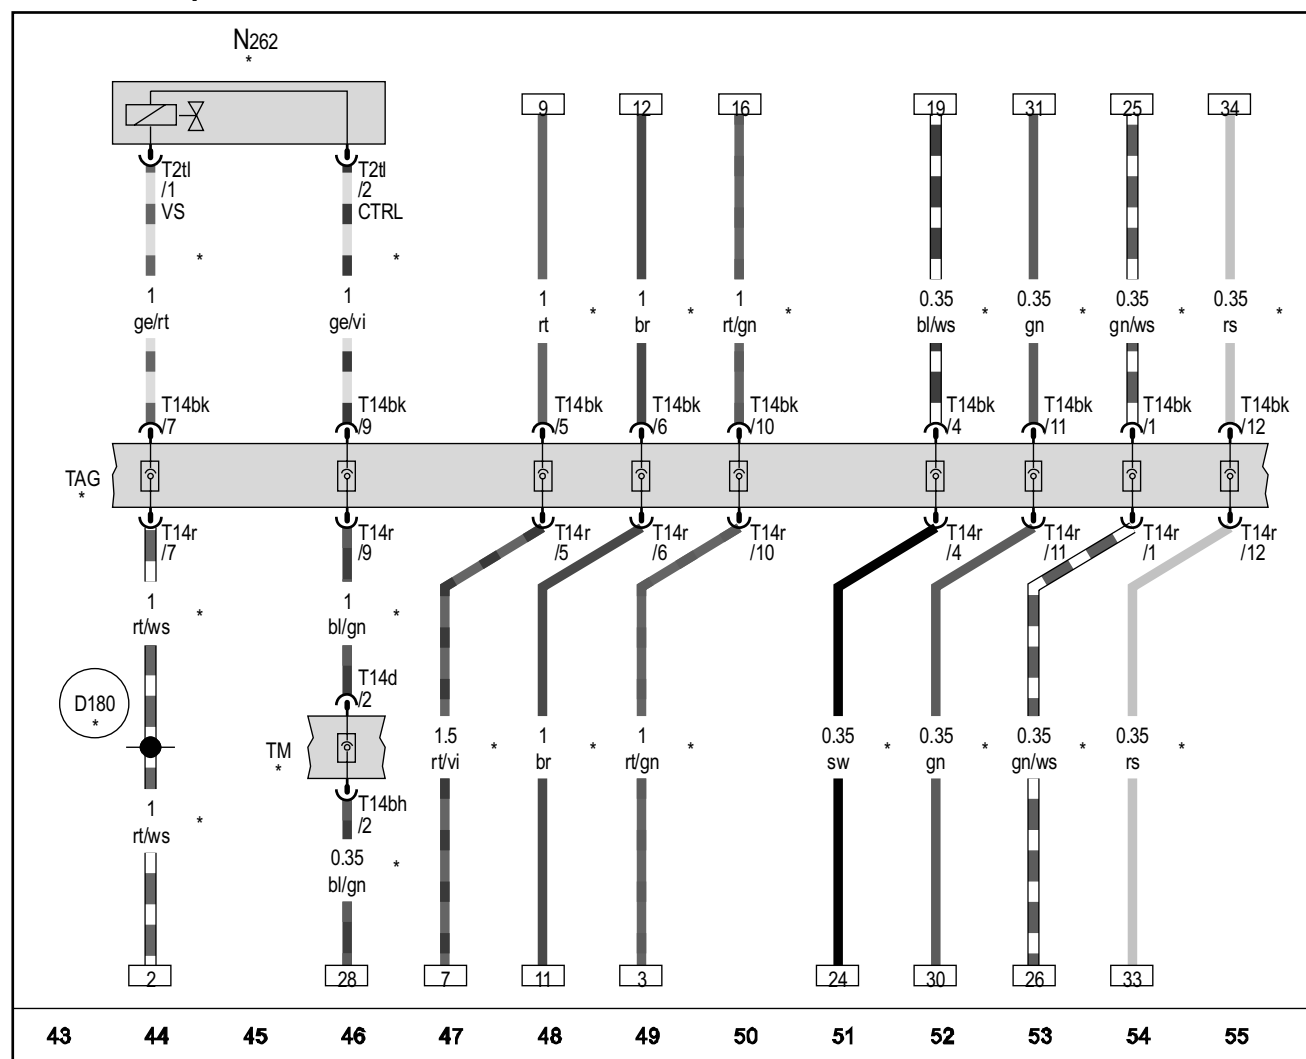 N262
*
9 12 16 19 31 25 34
T2tl T2tl
/1 /2
VS CTRL
* *
1 1 1 1 1 0.35 0.35 0.35 0.35
* * * * * * *
ge/rt ge/vi rt br rt/gn bl/ws gn gn/ws rs
T14bk T14bk T14bk T14bk T14bk T14bk T14bk T14bk T14bk
/7 /9 /5 /6 /10 /4 /11 /1 /12
TAG
*
T14r T14r T14r T14r T14r T14r T14r T14r T14r
/7 /9 /5 /6 /10 /4 /11 /1 /12
1 1
* *
rt/ws bl/gn
T14d
/2
D180
*
TM
*
1.5 1 1 0.35 0.35 0.35 0.35
* * * * * * *
rt/vi br rt/gn sw gn gn/ws rs
T14bh
/2
1
*
rt/ws
0.35
*
bl/gn
2 28 7 11 3 24 30 26 33
43 44 45 46 47 48 49 50 51 52 53 54 55